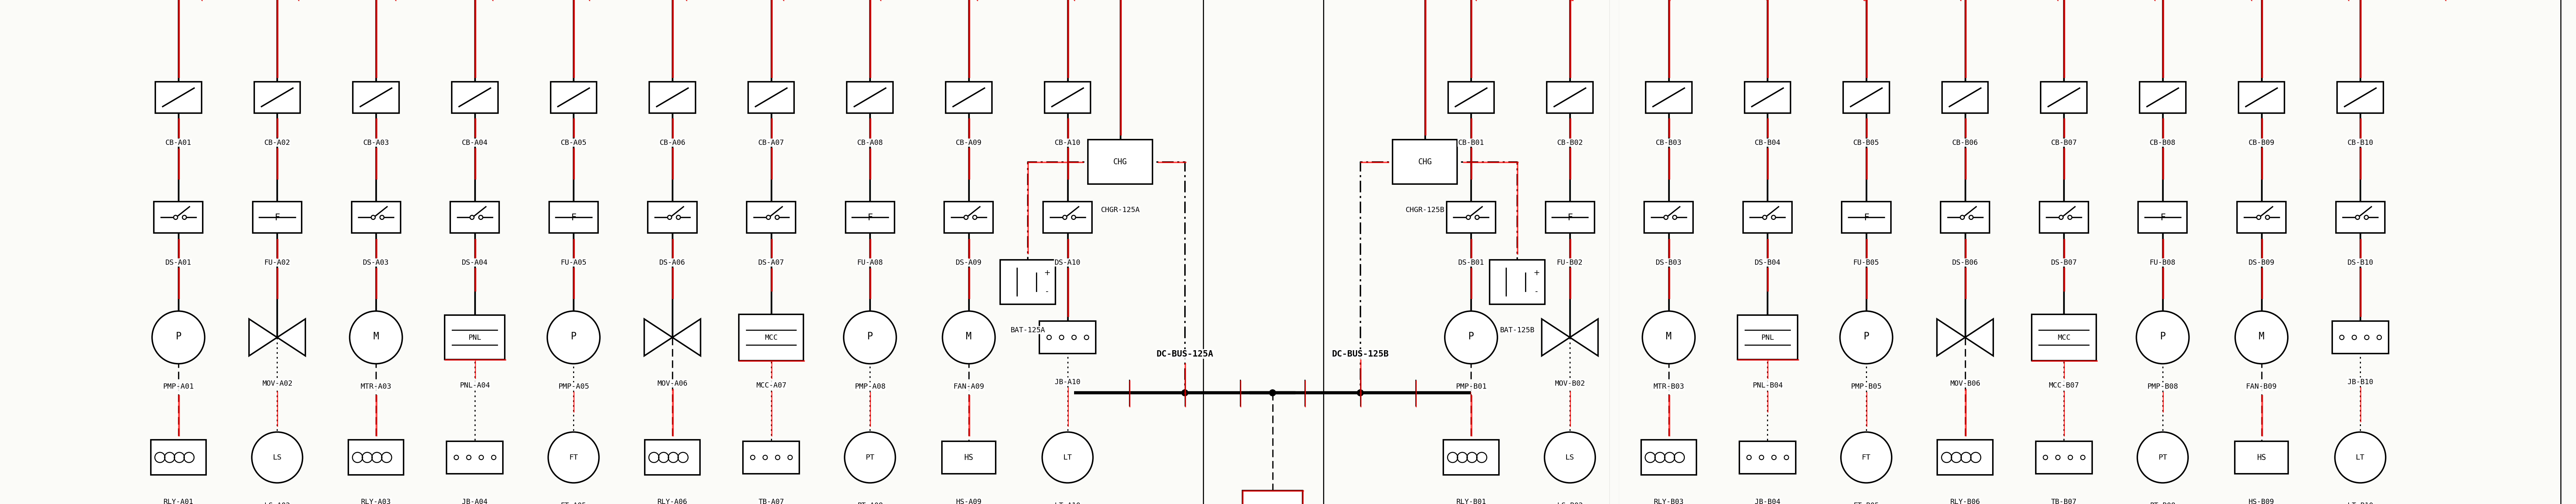 CB-A01 CB-A02 CB-A03 CB-A04 CB-A05 CB-A06 CB-A07 CB-A08 CB-A09 CB-A10 CB-B01 CB-B02 CB-B03 CB-B04 CB-B05 CB-B06 CB-B07 CB-B08 CB-B09 CB-B10
CHG CHG
CHGR-125A CHGR-125B
F F F F F F
DS-A01 FU-A02 DS-A03 DS-A04 FU-A05 DS-A06 DS-A07 FU-A08 DS-A09 DS-A10 DS-B01 FU-B02 DS-B03 DS-B04 FU-B05 DS-B06 DS-B07 FU-B08 DS-B09 DS-B10
+ +
- -
BAT-125A BAT-125B
P M PNL P MCC P M P M PNL P MCC P M
DC-BUS-125A DC-BUS-125B
PMP-A01 MOV-A02 MTR-A03 PNL-A04 PMP-A05 MOV-A06 MCC-A07 PMP-A08 FAN-A09 JB-A10 PMP-B01 MOV-B02 MTR-B03 PNL-B04 PMP-B05 MOV-B06 MCC-B07 PMP-B08 FAN-B09 JB-B10
LS FT PT HS LT LS FT PT HS LT
RLY-A01 RLY-A03 JB-A04 RLY-A06 TB-A07 HS-A09 RLY-B01 RLY-B03 JB-B04 RLY-B06 TB-B07 HS-B09